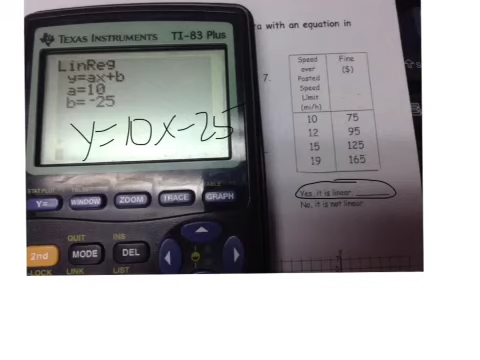 TEXAS INSTRUMENTS TI-83 Plus
LinReg
y=ax+b
a=10
b=-25
y=10x-25
STAT PLOT
Y=
WINDOW
ZOOM
TRACE
GRAPH
QUIT
INS
2nd
MODE
DEL
-LOCK
LINK
LIST
a with an equation in
7.
Speed over Posted Speed Limit (mi/h) Fine ($)
10 75
12 95
15 125
19 165
Yes, it is linear
No, it is not linear